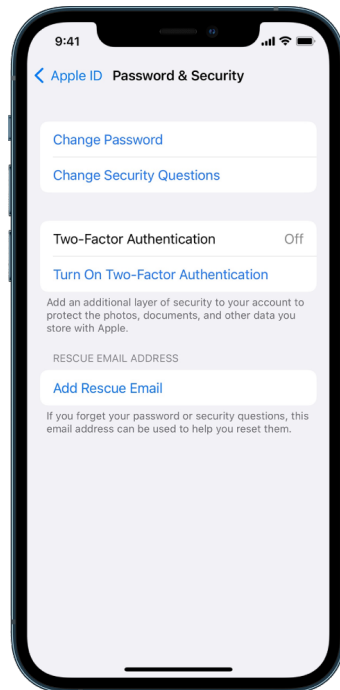 9:41
Apple ID Password & Security
Change Password
Change Security Questions
Two-Factor Authentication Off
Turn On Two-Factor Authentication
Add an additional layer of security to your account to
protect the photos, documents, and other data you
store with Apple.
RESCUE EMAIL ADDRESS
Add Rescue Email
If you forget your password or security questions, this
email address can be used to help you reset them.